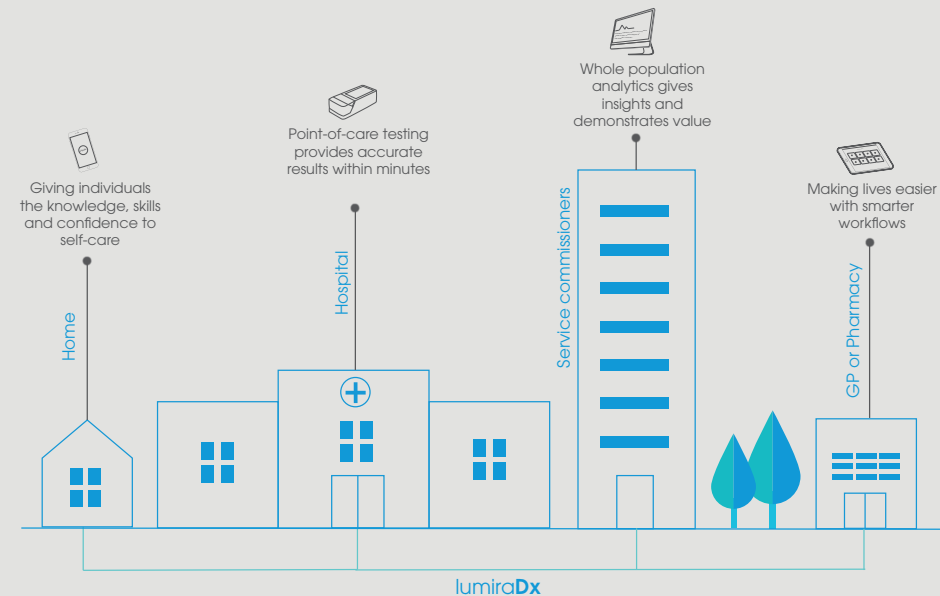 Giving individuals
the knowledge, skills
and confidence to
self-care
Home
Point-of-care testing
provides accurate
results within minutes
Hospital
Whole population
analytics gives
insights and
demonstrates value
Service commissioners
Making lives easier
with smarter
workflows
GP or Pharmacy
lumiraDx